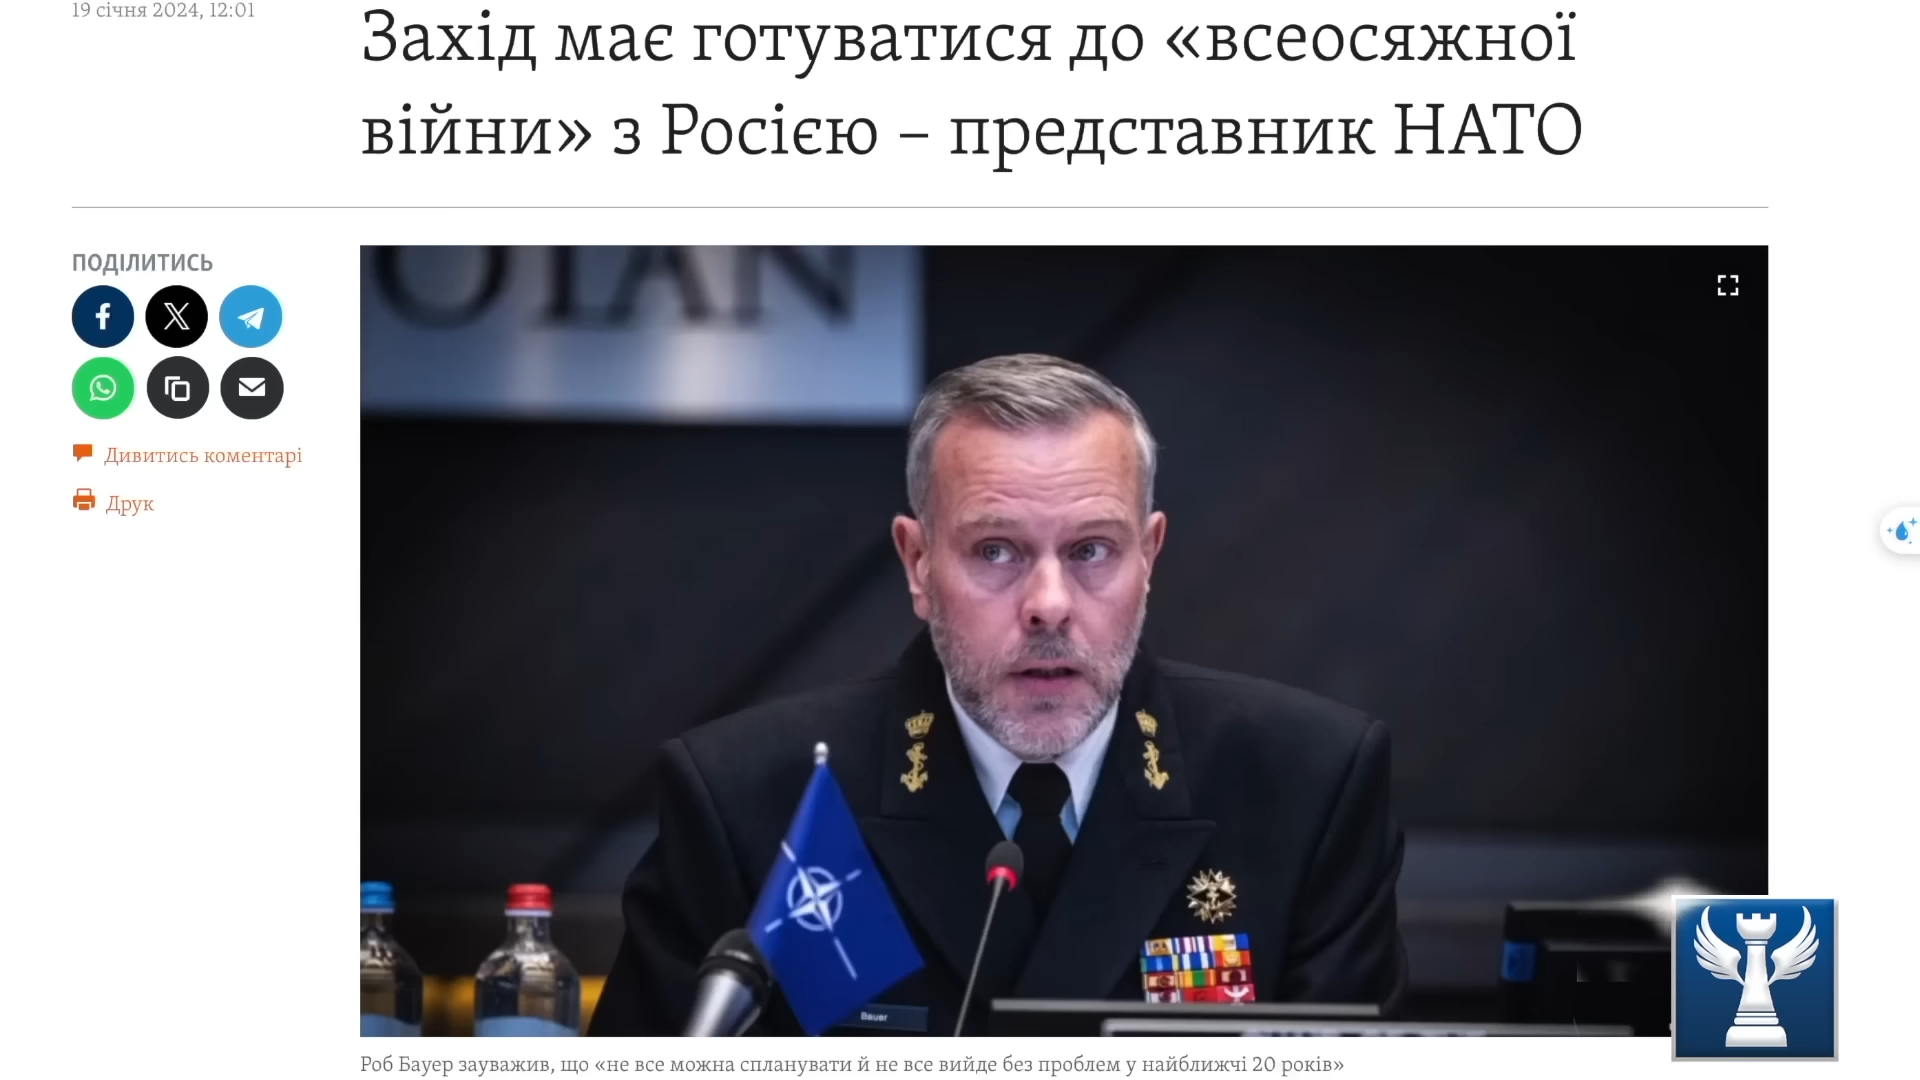 19 січня 2024, 12:01
Захід має готуватися до «всеосяжної
війни» з Росією – представник НАТО
ПОДІЛИТИСЬ
Дивитись коментарі
Друк
OTAN
Bauer
Роб Бауер зауважив, що «не все можна спланувати й не все вийде без проблем у найближчі 20 років»